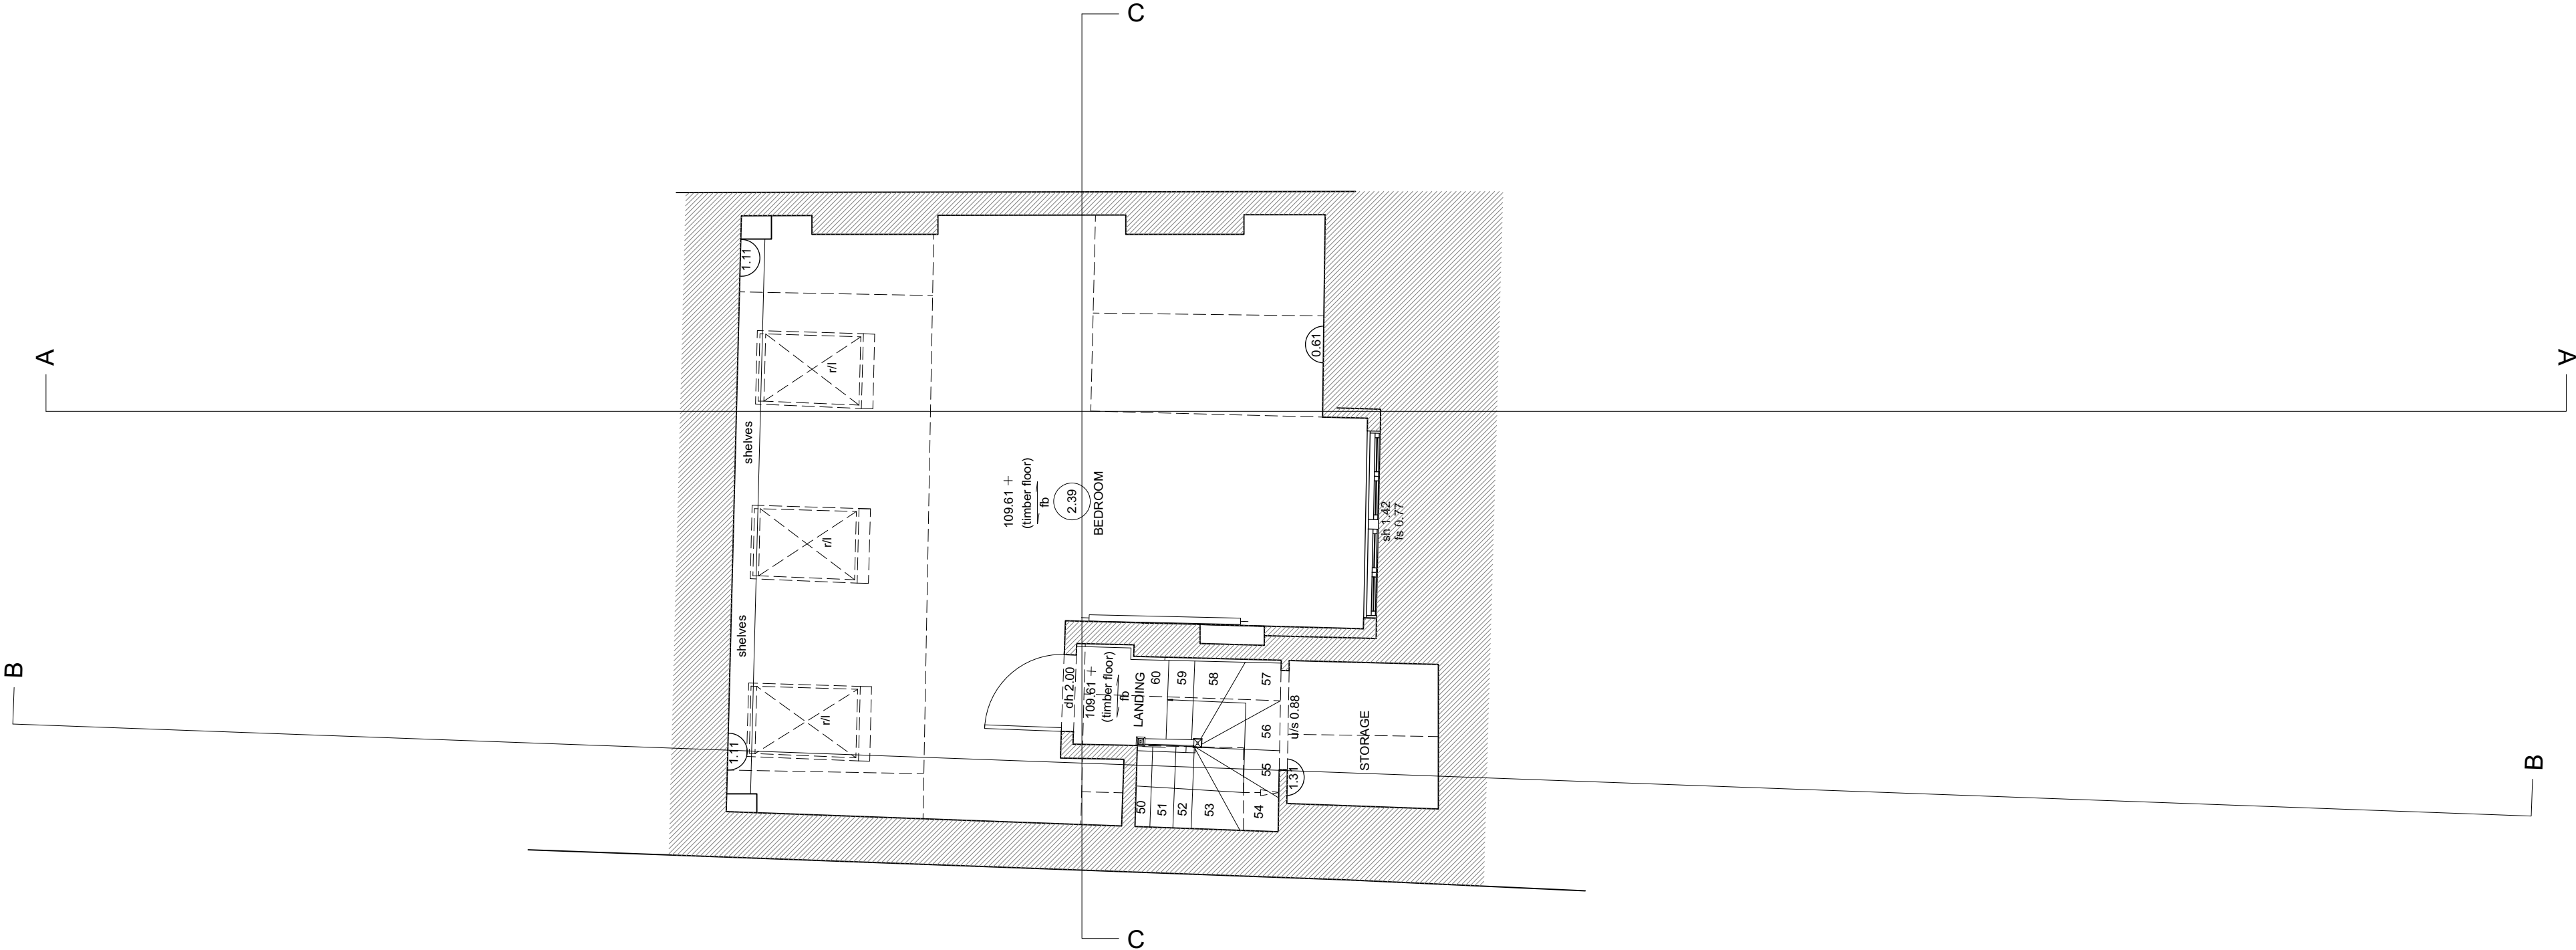 C
A
A
1.11
r/l
0.61
shelves
109.61 +
(timber floor)
fb
2.39
BEDROOM
sh 1.42
fs 0.77
r/l
shelves
B
dh 2.00
109.61 +
(timber floor)
fb
LANDING
60
59
58
57
56
u/s 0.88
STORAGE
r/l
1.11
55
1.31
50
51
52
53
54
B
C